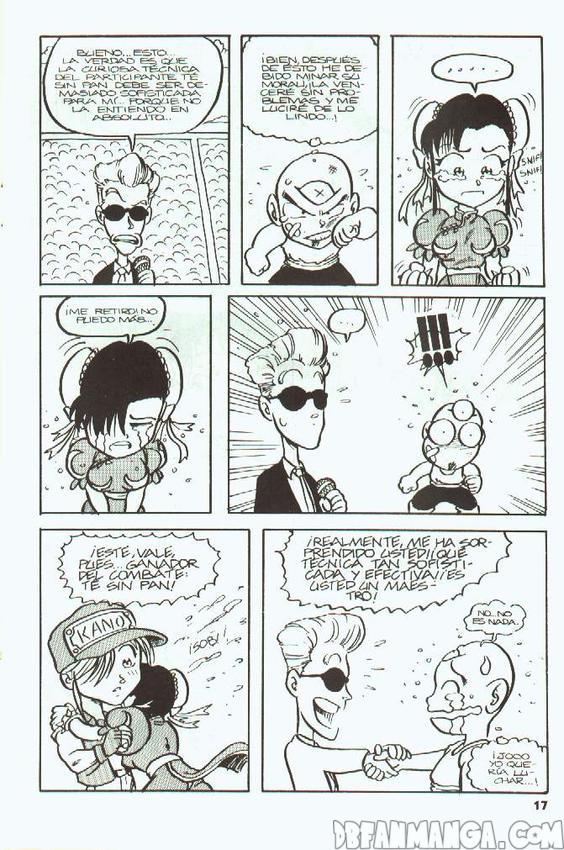 BUENO... ESTO...
LA VERDAD ES QUE
LA CURIOSA TÉCNICA
DEL PARTICIPANTE TÉ
SIN PAN DEBE SER DE-
MASIADO SOFISTICADA
PARA MÍ... PORQUE NO
LA ENTIENDO EN
ABSOLUTO...
¡BIEN, DESPUÉS
DE ESTO HE DE-
BIDO MINAR SU
MORAL, ¡LA VEN-
CERÉ SIN PRO-
BLEMAS Y ME
LUCIRÉ DE LO
LINDO...!
.....
SNIF!
SNIF!
¡ME RETIRO! NO
PUEDO MÁS...
...
!!!
¡ESTE, VALE,
PUES... GANADOR
DEL COMBATE:
TÉ SIN PAN!
KANO
¡SOB!
¡REALMENTE, ME HA SOR-
PRENDIDO USTED! ¡QUÉ
TÉCNICA TAN SOFISTI-
CADA Y EFECTIVA! ¡ES
USTED UN MAES-
TRO!
NO... NO
ES NADA.
¡JOOO
YO QUE-
RÍA LU-
CHAR...!
17
DBFANMANGA.COM